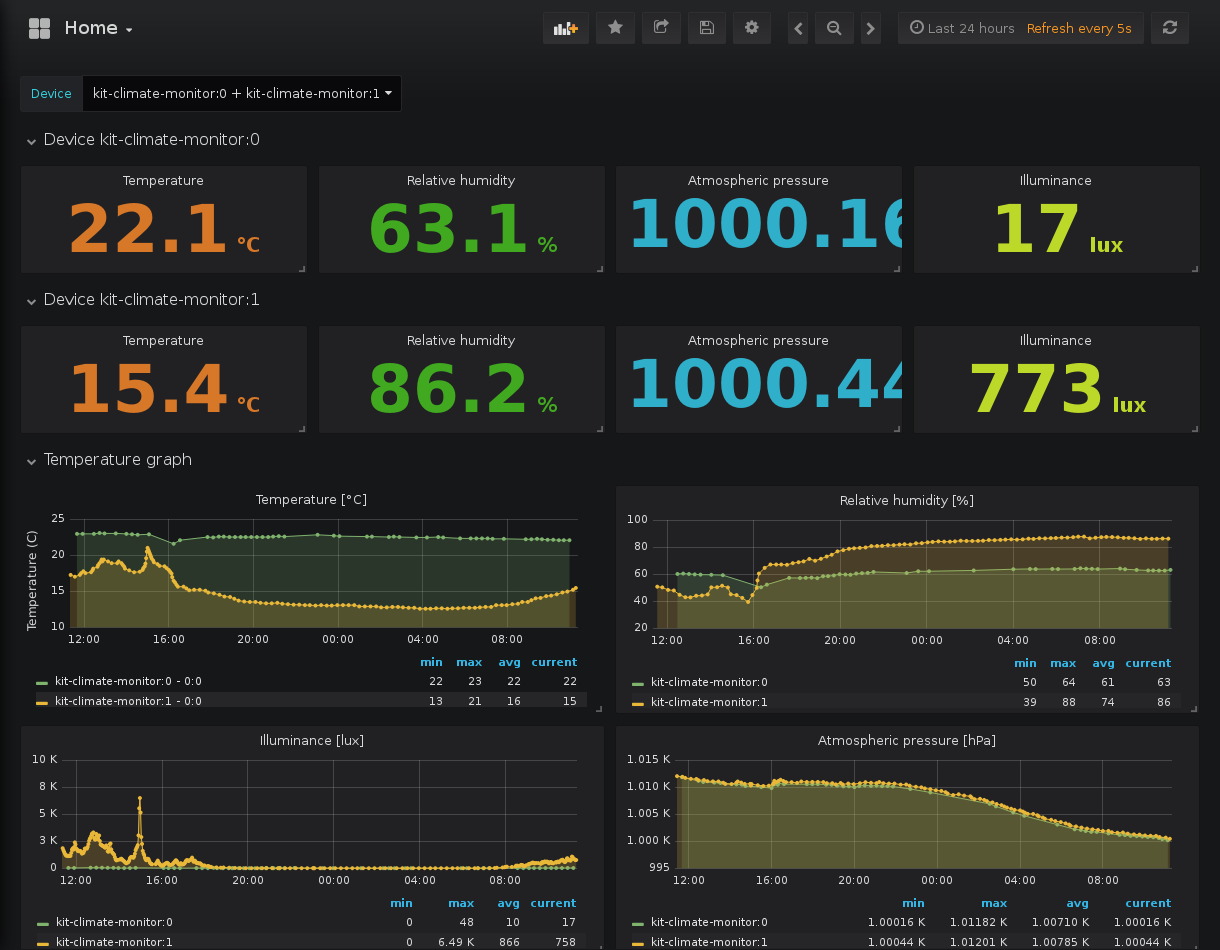 Home
Last 24 hours Refresh every 5s
Device kit-climate-monitor:0 + kit-climate-monitor:1
Device kit-climate-monitor:0
Temperature
22.1 °C
Relative humidity
63.1 %
Atmospheric pressure
1000.16
Illuminance
17 lux
Device kit-climate-monitor:1
Temperature
15.4 °C
Relative humidity
86.2 %
Atmospheric pressure
1000.44
Illuminance
773 lux
Temperature graph
Temperature [°C]
Temperature (C)
25
20
15
10
12:00 16:00 20:00 00:00 04:00 08:00
min max avg current
kit-climate-monitor:0 - 0:0 22 23 22 22
kit-climate-monitor:1 - 0:0 13 21 16 15
Relative humidity [%]
100
80
60
40
20
12:00 16:00 20:00 00:00 04:00 08:00
min max avg current
kit-climate-monitor:0 50 64 61 63
kit-climate-monitor:1 39 88 74 86
Illuminance [lux]
10 K
8 K
5 K
3 K
0
12:00 16:00 20:00 00:00 04:00 08:00
min max avg current
kit-climate-monitor:0 0 48 10 17
kit-climate-monitor:1 0 6.49 K 866 758
Atmospheric pressure [hPa]
1.015 K
1.010 K
1.005 K
1.000 K
995
12:00 16:00 20:00 00:00 04:00 08:00
min max avg current
kit-climate-monitor:0 1.00016 K 1.01182 K 1.00710 K 1.00016 K
kit-climate-monitor:1 1.00044 K 1.01201 K 1.00785 K 1.00044 K